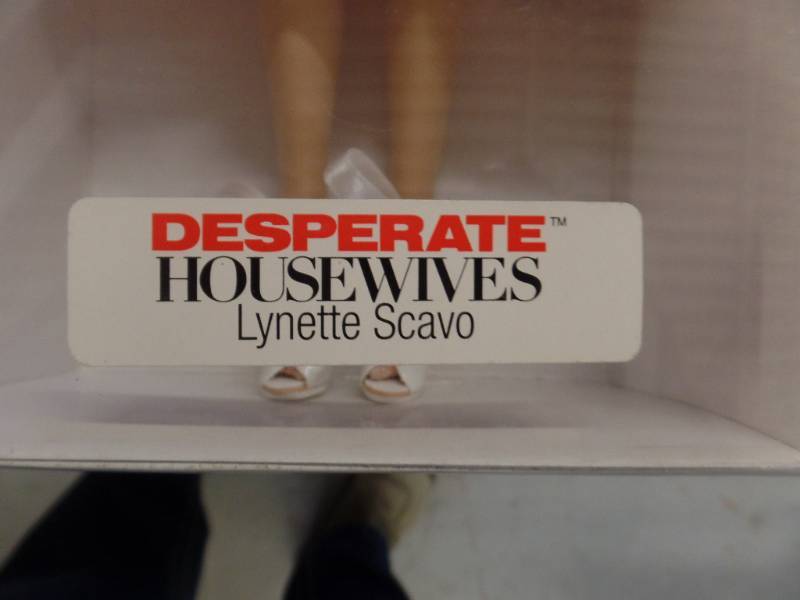 DESPERATE™
HOUSEWIVES
Lynette Scavo